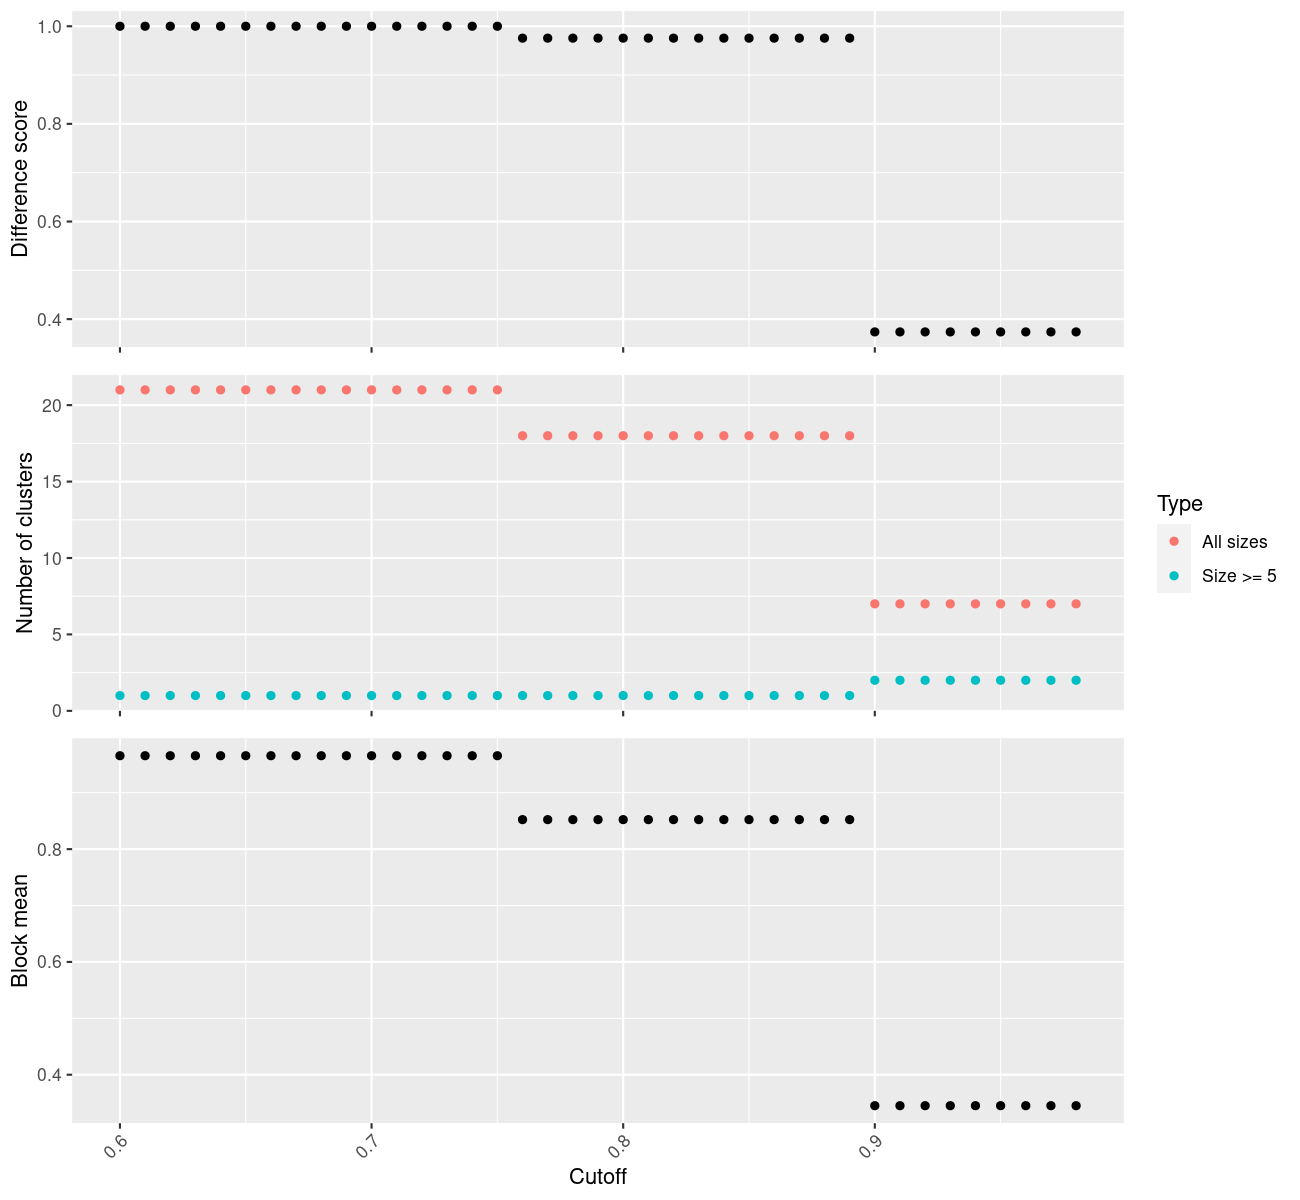 Difference score
1.0
0.8
0.6
0.4
Number of clusters
20
15
10
5
0
Type
All sizes
Size >= 5
Block mean
0.8
0.6
0.4
0.6
0.7
0.8
0.9
Cutoff